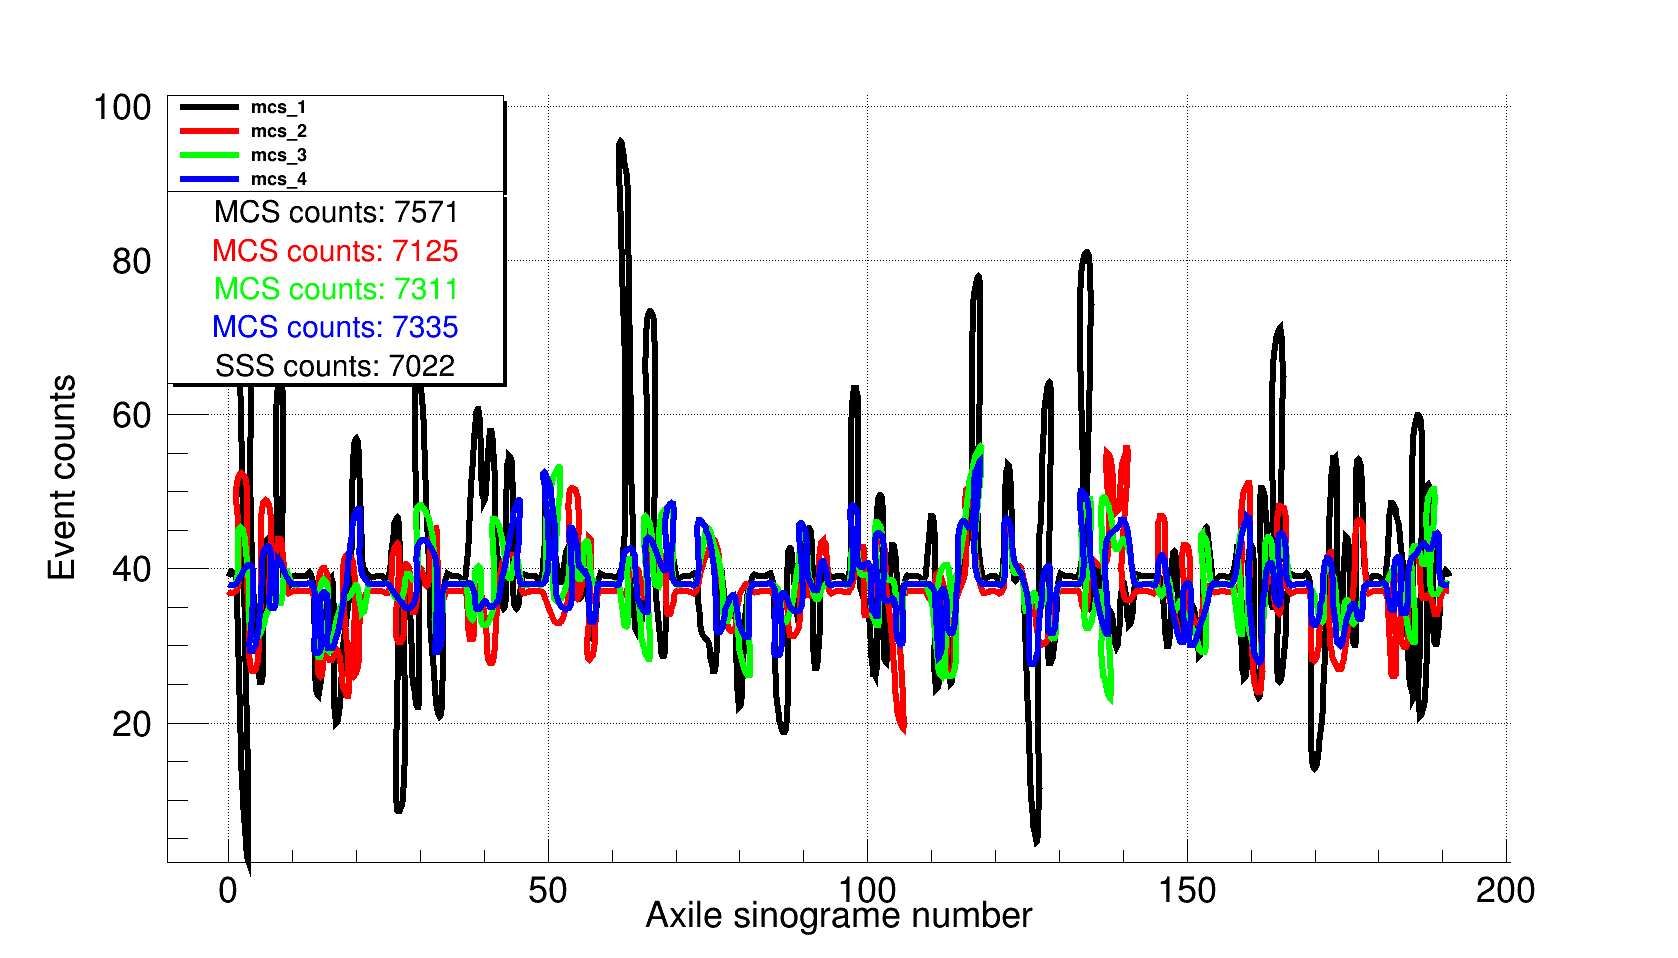 100
80
60
40
20
Event counts
mcs_1
mcs_2
mcs_3
mcs_4
MCS counts: 7571
MCS counts: 7125
MCS counts: 7311
MCS counts: 7335
SSS counts: 7022
0 50 100 150 200
Axile sinograme number